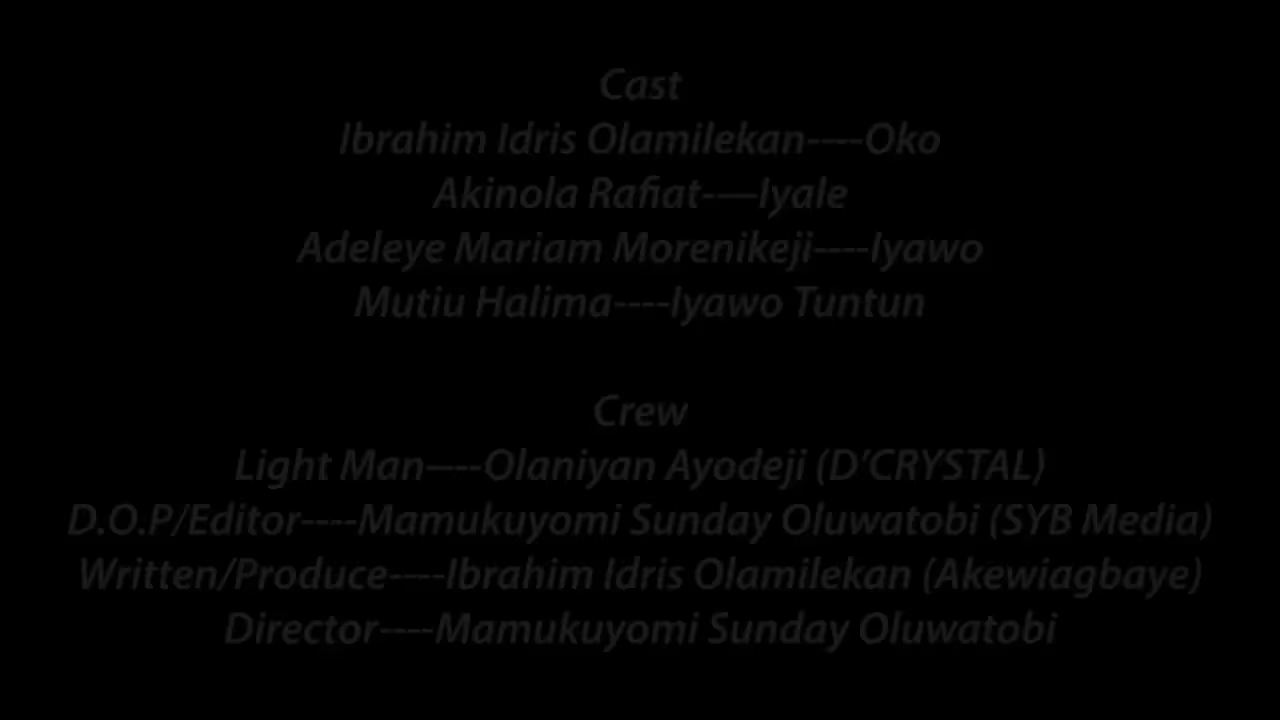 Cast
Ibrahim Idris Olamilekan----Oko
Akinola Rafiat----Iyale
Adeleye Mariam Morenikeji----Iyawo
Mutiu Halima----Iyawo Tuntun
Crew
Light Man----Olaniyan Ayodeji (D'CRYSTAL)
D.O.P/Editor----Mamukuyomi Sunday Oluwatobi (SYB Media)
Written/Produce----Ibrahim Idris Olamilekan (Akewiagbaye)
Director----Mamukuyomi Sunday Oluwatobi